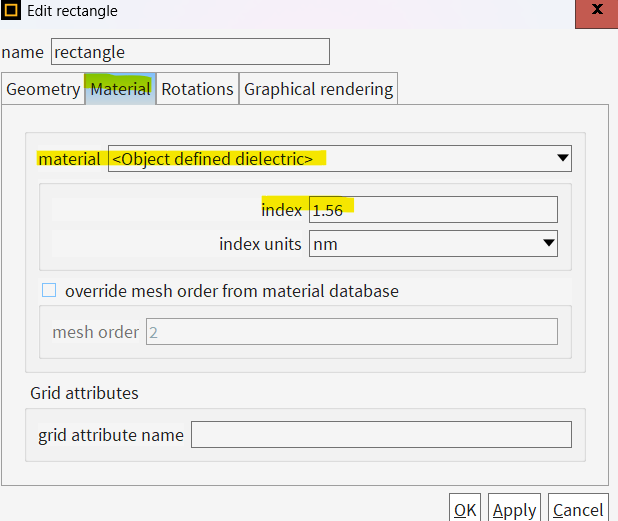 Edit rectangle
x
name rectangle
Geometry Material Rotations Graphical rendering
material <Object defined dielectric>
index 1.56
index units nm
override mesh order from material database
mesh order 2
Grid attributes
grid attribute name
OK Apply Cancel